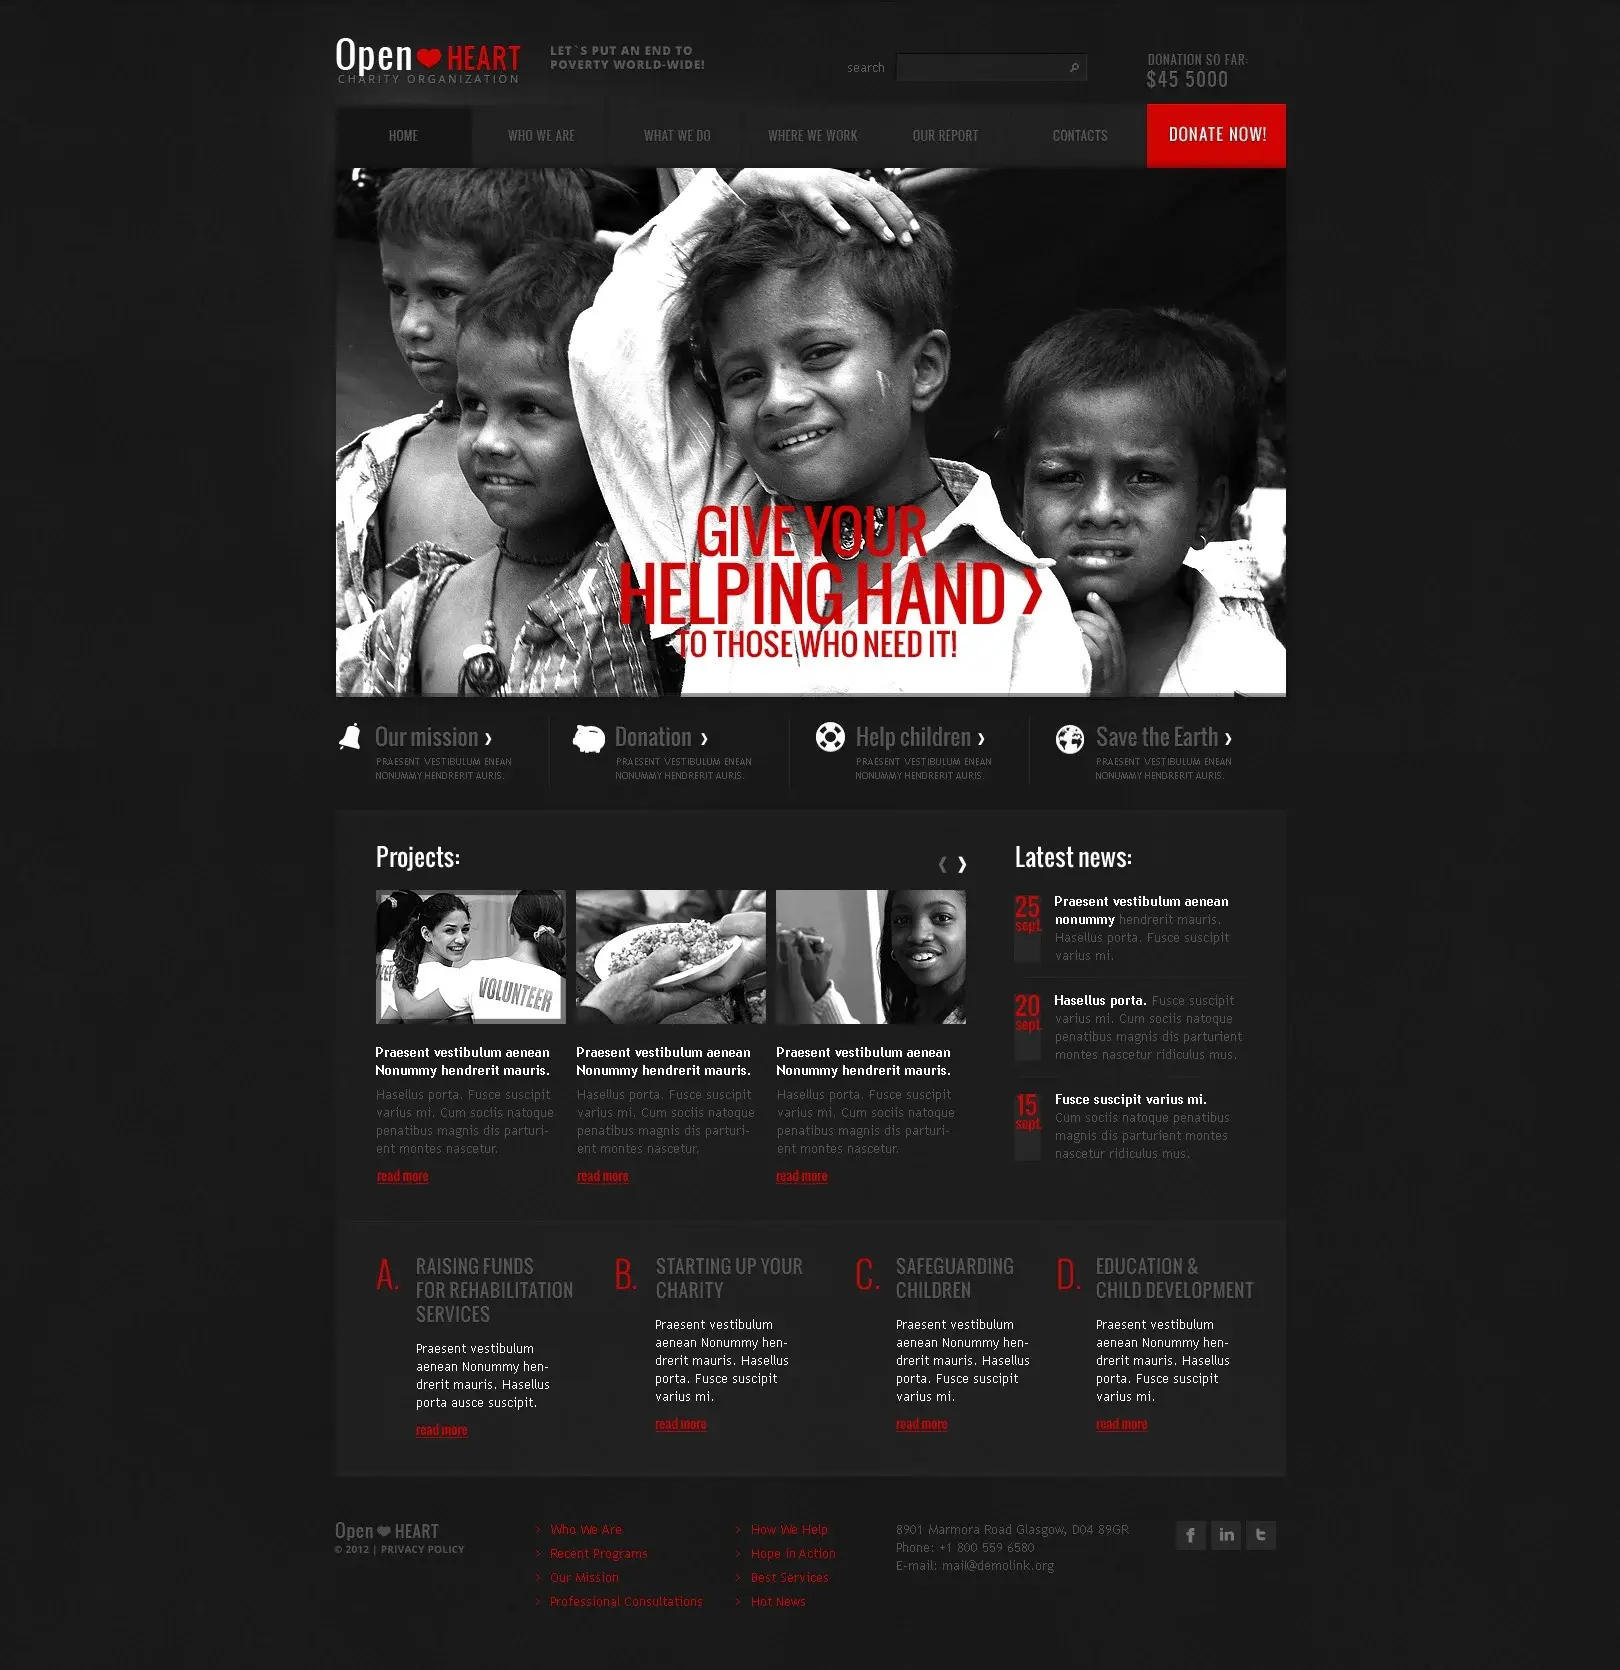 Open HEART
CHARITY ORGANIZATION
LET`S PUT AN END TO
POVERTY WORLD-WIDE!
search
DONATION SO FAR:
$45 5000
HOME
WHO WE ARE
WHAT WE DO
WHERE WE WORK
OUR REPORT
CONTACTS
DONATE NOW!
GIVE YOUR
HELPING HAND
TO THOSE WHO NEED IT!
Our mission
PRAESENT VESTIBULUM ENEAN
NONUMMY HENDRERIT AURIS.
Donation
PRAESENT VESTIBULUM ENEAN
NONUMMY HENDRERIT AURIS.
Help children
PRAESENT VESTIBULUM ENEAN
NONUMMY HENDRERIT AURIS.
Save the Earth
PRAESENT VESTIBULUM ENEAN
NONUMMY HENDRERIT AURIS.
Projects:
VOLUNTEER
Praesent vestibulum aenean
Nonummy hendrerit mauris.
Hasellus porta. Fusce suscipit
varius mi. Cum sociis natoque
penatibus magnis dis parturi-
ent montes nascetur.
read more
Praesent vestibulum aenean
Nonummy hendrerit mauris.
Hasellus porta. Fusce suscipit
varius mi. Cum sociis natoque
penatibus magnis dis parturi-
ent montes nascetur.
read more
Praesent vestibulum aenean
Nonummy hendrerit mauris.
Hasellus porta. Fusce suscipit
varius mi. Cum sociis natoque
penatibus magnis dis parturi-
ent montes nascetur.
read more
Latest news:
25
sept.
Praesent vestibulum aenean
nonummy hendrerit mauris.
Hasellus porta. Fusce suscipit
varius mi.
20
sept.
Hasellus porta. Fusce suscipit
varius mi. Cum sociis natoque
penatibus magnis dis parturient
montes nascetur ridiculus mus.
15
sept.
Fusce suscipit varius mi.
Cum sociis natoque penatibus
magnis dis parturient montes
nascetur ridiculus mus.
A.
RAISING FUNDS
FOR REHABILITATION
SERVICES
Praesent vestibulum
aenean Nonummy hen-
drerit mauris. Hasellus
porta ausce suscipit.
read more
B.
STARTING UP YOUR
CHARITY
Praesent vestibulum
aenean Nonummy hen-
drerit mauris. Hasellus
porta. Fusce suscipit
varius mi.
read more
C.
SAFEGUARDING
CHILDREN
Praesent vestibulum
aenean Nonummy hen-
drerit mauris. Hasellus
porta. Fusce suscipit
varius mi.
read more
D.
EDUCATION &
CHILD DEVELOPMENT
Praesent vestibulum
aenean Nonummy hen-
drerit mauris. Hasellus
porta. Fusce suscipit
varius mi.
read more
Open HEART
© 2012 | PRIVACY POLICY
Who We Are
Recent Programs
Our Mission
Professional Consultations
How We Help
Hope in Action
Best Services
Hot News
8901 Marmora Road Glasgow, D04 89GR
Phone: +1 800 559 6580
E-mail: mail@demolink.org